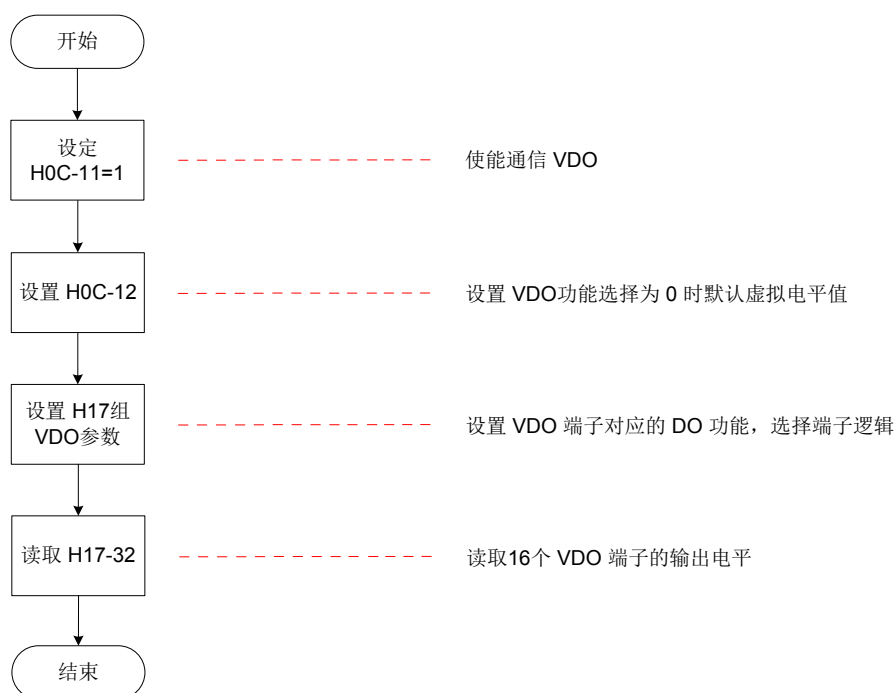 开始
设定
H0C-11=1
使能通信 VDO
设置 H0C-12
设置 VDO功能选择为 0 时默认虚拟电平值
设置 H17组
VDO参数
设置 VDO 端子对应的 DO 功能，选择端子逻辑
读取 H17-32
读取16个 VDO 端子的输出电平
结束